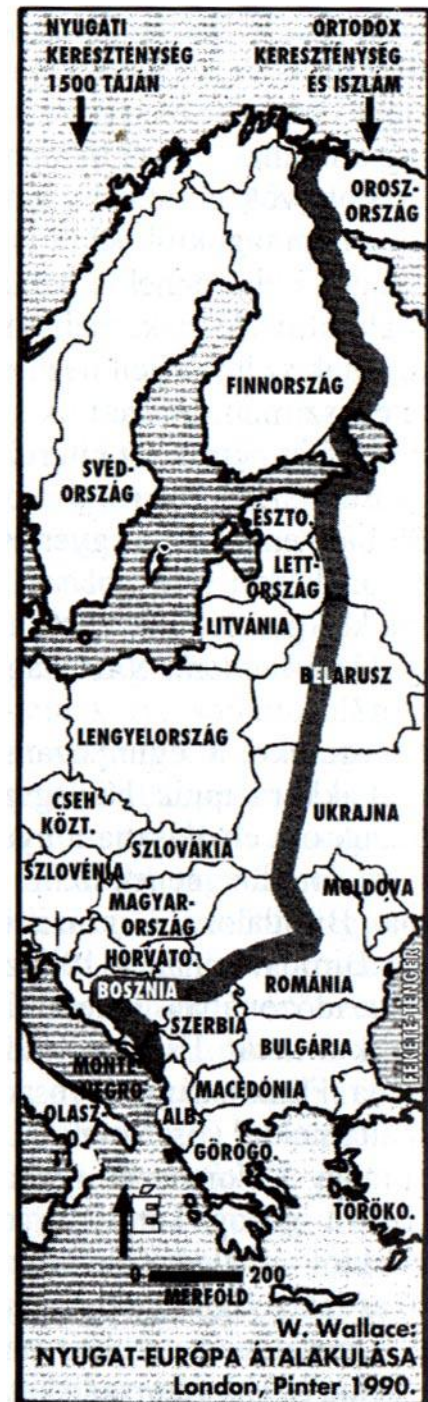 NYUGATI
KERESZTÉNYSÉG
1500 TÁJÁN
ORTODOX
KERESZTÉNYSÉG
ÉS ISZLÁM
OROSZ-
ORSZÁG
FINNORSZÁG
SVÉD-
ORSZÁG
ÉSZTO.
LETT-
ORSZÁG
LITVÁNIA
BELARUSZ
LENGYELORSZÁG
UKRAJNA
CSEH
KÖZT.
SZLOVÁKIA
SZLOVÉNIA
MOLDOVA
MAGYAR-
ORSZÁG
HORVÁTO.
BOSZNIA
ROMÁNIA
SZERBIA
FEKETE-TENGER
BULGÁRIA
MONTE-
NEGRO
MACEDÓNIA
OLASZ-
O.
ALB.
GÖRÖGO.
TÖRÖKO.
É
0 200
MÉRFÖLD
W. Wallace:
NYUGAT-EURÓPA ÁTALAKULÁSA
London, Pinter 1990.